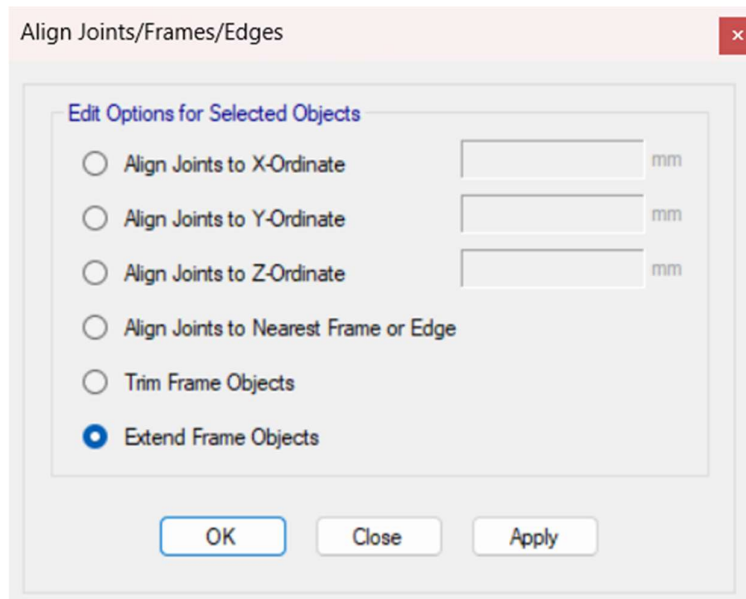 Align Joints/Frames/Edges
Edit Options for Selected Objects
Align Joints to X-Ordinate mm
Align Joints to Y-Ordinate mm
Align Joints to Z-Ordinate mm
Align Joints to Nearest Frame or Edge
Trim Frame Objects
Extend Frame Objects
OK Close Apply